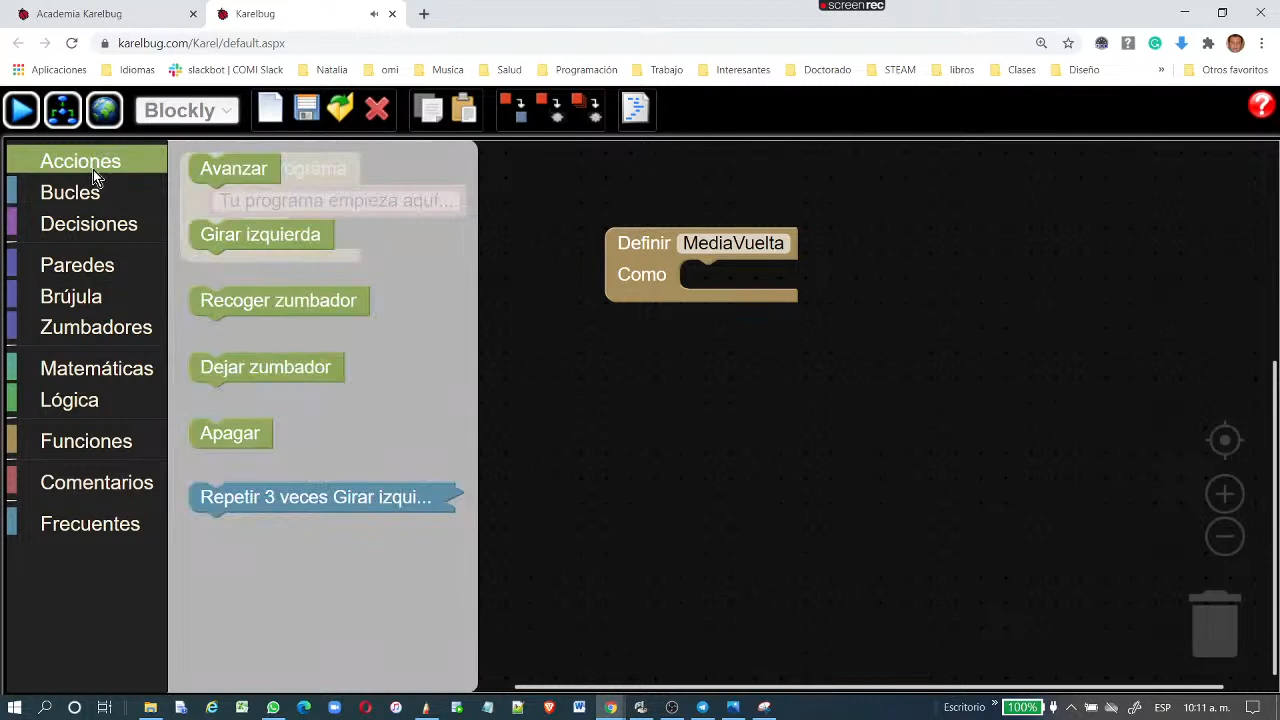 screenrec
Academia Karelbug
Karelbug
karelbug.com/Karel/default.aspx
Aplicaciones
Idiomas
slackbot (COMI Slack
Natalia
omi
Musica
Salud
Programación
Trabajo
Interesantes
Doctorado
STEAM
libros
Clases
Diseño
»
Otros favoritos
Blockly
Acciones
Bucles
Decisiones
Paredes
Brújula
Zumbadores
Matemáticas
Lógica
Funciones
Comentarios
Frecuentes
Avanzar
Tu programa empieza aquí...
Girar izquierda
Recoger zumbador
Dejar zumbador
Apagar
Repetir 3 veces Girar izqui...
Definir MediaVuelta
Como
Escritorio
»
100%
ESP
10:11 a. m.